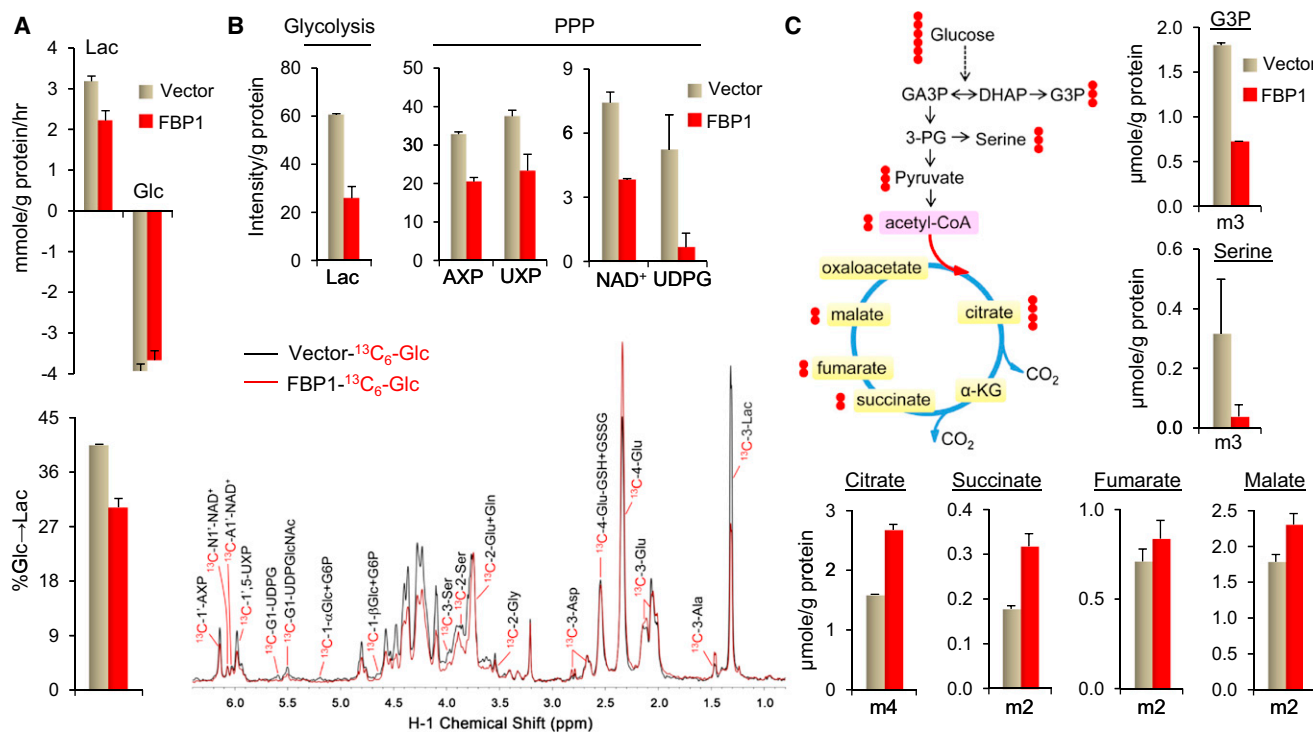 A
Lac
4
3
2
1
0
-1
-2
-3
-4
mmole/g protein/hr
Vector
FBP1
Glc
45
36
27
18
9
0
%Glc→Lac
B
Glycolysis
PPP
80
60
40
20
0
Intensity/g protein
Lac
50
40
30
20
10
0
AXP UXP
9
6
3
0
NAD⁺ UDPG
Vector
FBP1
Vector-¹³C₆-Glc
FBP1-¹³C₆-Glc
¹³C-1'-AXP
¹³C-N1'-NAD⁺
¹³C-A1'-NAD⁺
¹³C-1',5-UXP
¹³C-G1-UDPG
¹³C-G1-UDPGlcNAc
¹³C-1-αGlc+G6P
¹³C-1-βGlc+G6P
¹³C-3-Ser
¹³C-2-Ser
¹³C-2-Glu+Gln
¹³C-2-Gly
¹³C-3-Asp
¹³C-4-Glu-GSH+GSSG
¹³C-4-Glu
¹³C-3-Glu
¹³C-3-Ala
¹³C-3-Lac
6.0 5.5 5.0 4.5 4.0 3.5 3.0 2.5 2.0 1.5 1.0
H-1 Chemical Shift (ppm)
C
Glucose
GA3P DHAP G3P
3-PG Serine
Pyruvate
acetyl-CoA
oxaloacetate
malate citrate
fumarate
succinate α-KG
CO₂
CO₂
G3P
2.0
1.5
1.0
0.5
0.0
µmole/g protein
Vector
FBP1
m3
Serine
0.6
0.4
0.2
0.0
µmole/g protein
m3
Citrate
3
2
1
0
µmole/g protein
m4
Succinate
0.4
0.3
0.2
0.1
0.0
m2
Fumarate
1.0
0.5
0.0
m2
Malate
2.5
2.0
1.5
1.0
0.5
0.0
m2